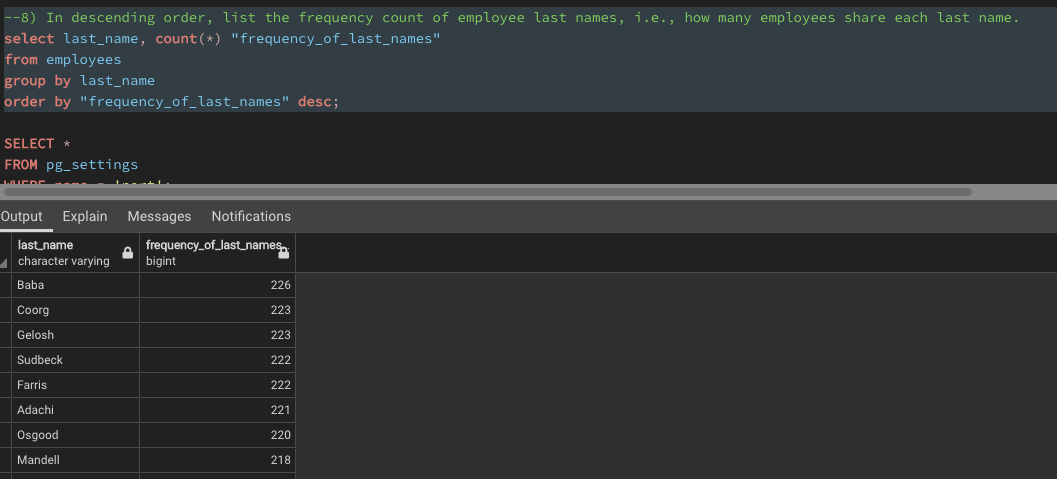 --8) In descending order, list the frequency count of employee last names, i.e., how many employees share each last name.
select last_name, count(*) "frequency_of_last_names"
from employees
group by last_name
order by "frequency_of_last_names" desc;
SELECT *
FROM pg_settings
WHERE name = 'port';
Output Explain Messages Notifications
last_name frequency_of_last_names..
character varying bigint
Baba 226
Coorg 223
Gelosh 223
Sudbeck 222
Farris 222
Adachi 221
Osgood 220
Mandell 218